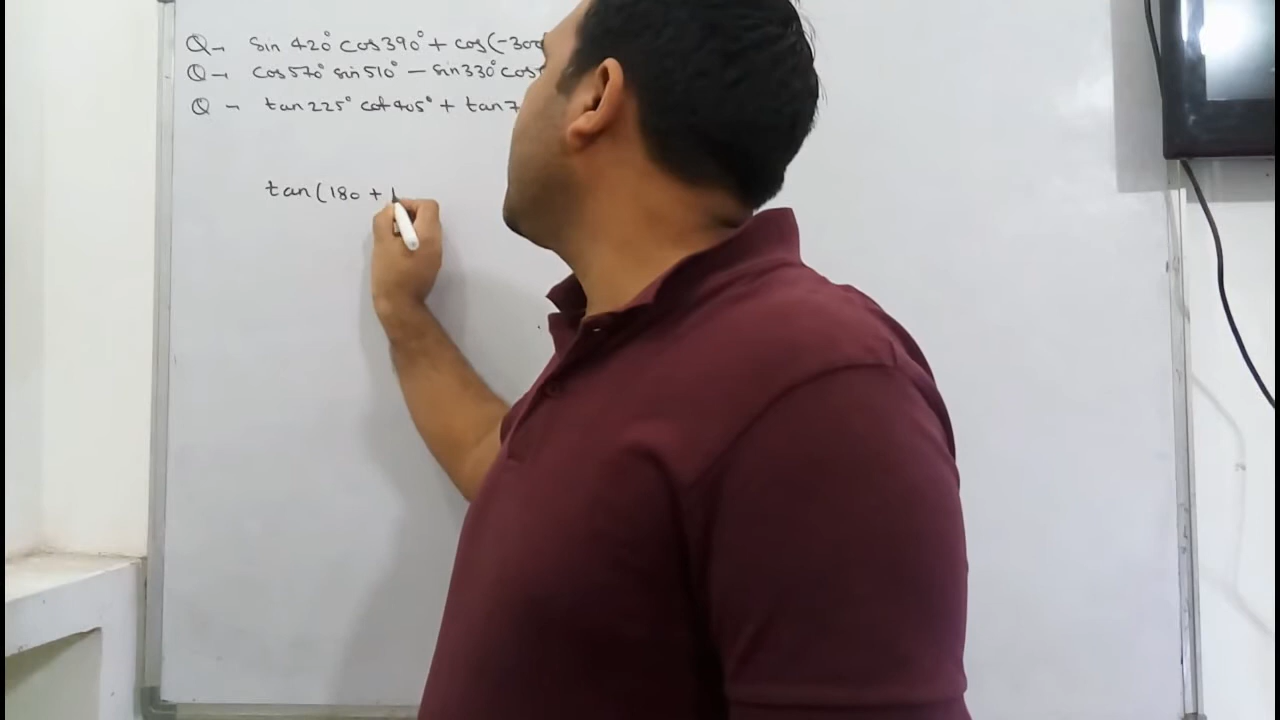 Q→ sin 420° cos 390° + cos(-300
Q→ cos 570° sin 510° - sin 330° cos
Q - tan 225° cot 405° + tan 7
tan(180 +